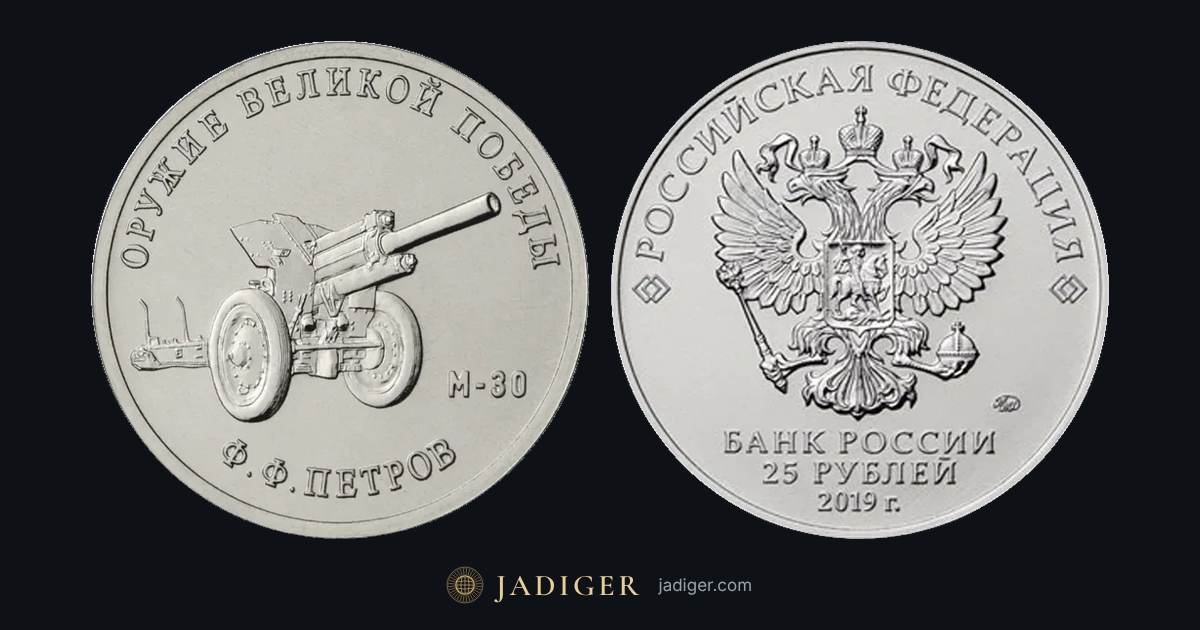 ОРУЖИЕ ВЕЛИКОЙ ПОБЕДЫ
М-30
Ф.Ф.ПЕТРОВ
РОССИЙСКАЯ ФЕДЕРАЦИЯ
БАНК РОССИИ
25 РУБЛЕЙ
2019 г.
JADIGER jadiger.com